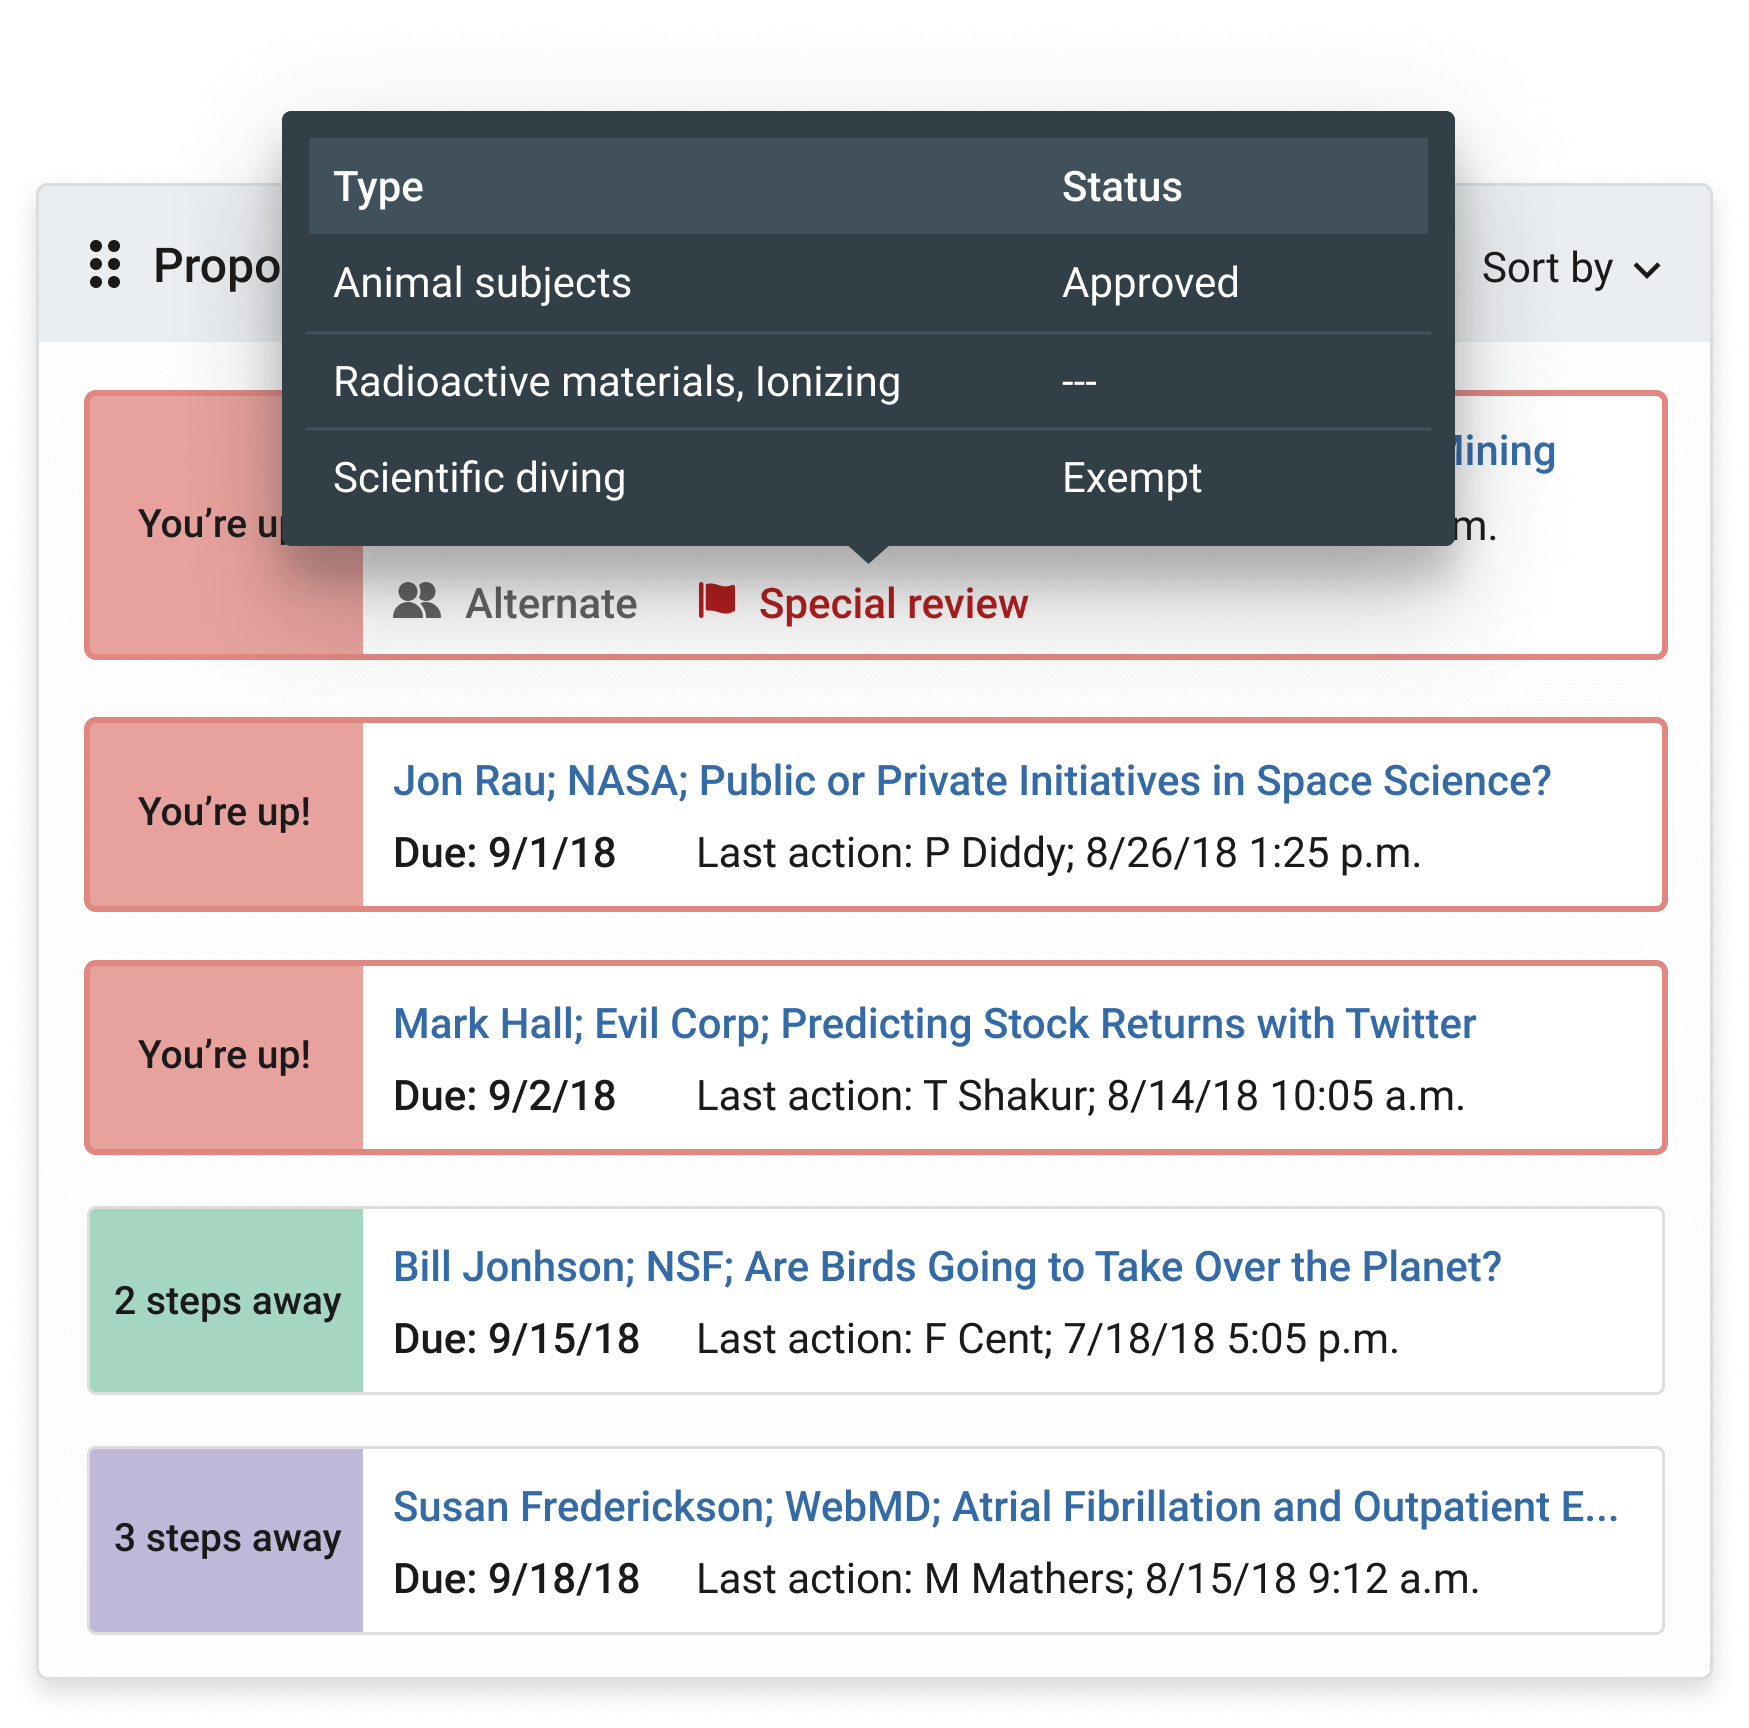 Type Status
Animal subjects Approved
Radioactive materials, Ionizing ---
Scientific diving Exempt
Sort by
You're
Alternate Special review
You're up!
Jon Rau; NASA; Public or Private Initiatives in Space Science?
Due: 9/1/18 Last action: P Diddy; 8/26/18 1:25 p.m.
You're up!
Mark Hall; Evil Corp; Predicting Stock Returns with Twitter
Due: 9/2/18 Last action: T Shakur; 8/14/18 10:05 a.m.
2 steps away
Bill Jonhson; NSF; Are Birds Going to Take Over the Planet?
Due: 9/15/18 Last action: F Cent; 7/18/18 5:05 p.m.
3 steps away
Susan Frederickson; WebMD; Atrial Fibrillation and Outpatient E...
Due: 9/18/18 Last action: M Mathers; 8/15/18 9:12 a.m.